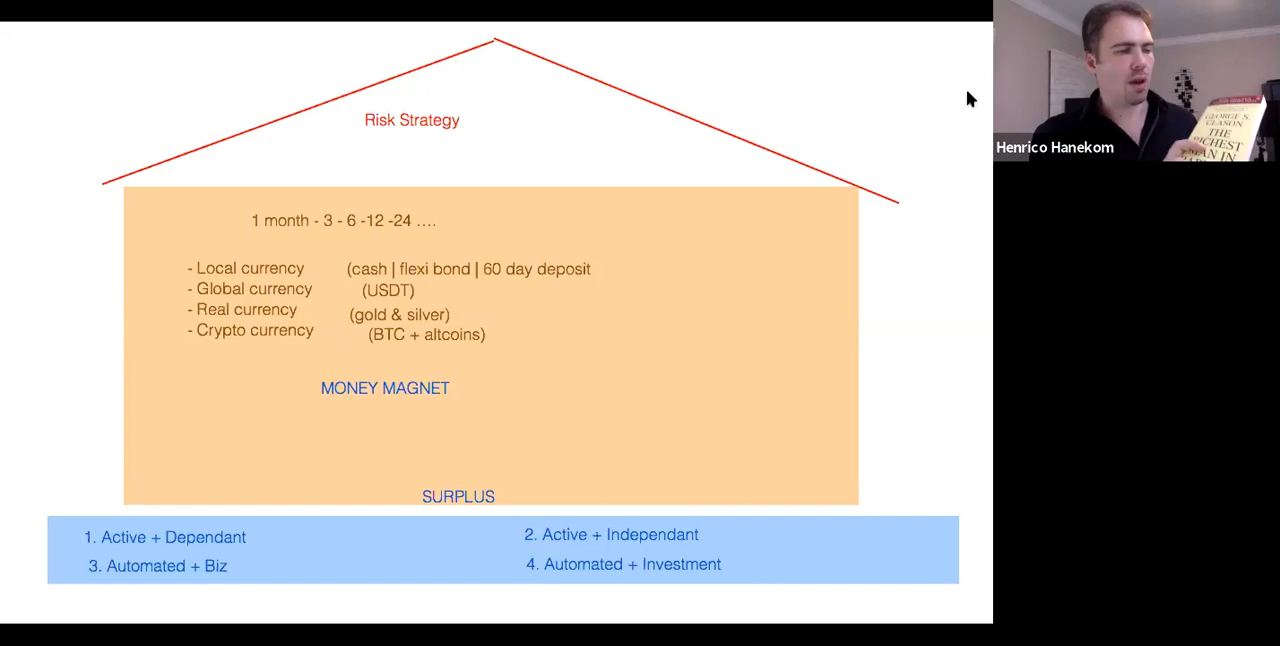 Risk Strategy
1 month - 3 - 6 -12 -24 ....
- Local currency (cash | flexi bond | 60 day deposit
- Global currency (USDT)
- Real currency (gold & silver)
- Crypto currency (BTC + altcoins)
MONEY MAGNET
SURPLUS
1. Active + Dependant
2. Active + Independant
3. Automated + Biz
4. Automated + Investment
GEORGE S.
CLASON
THE
RICHEST
MAN IN
Henrico Hanekom